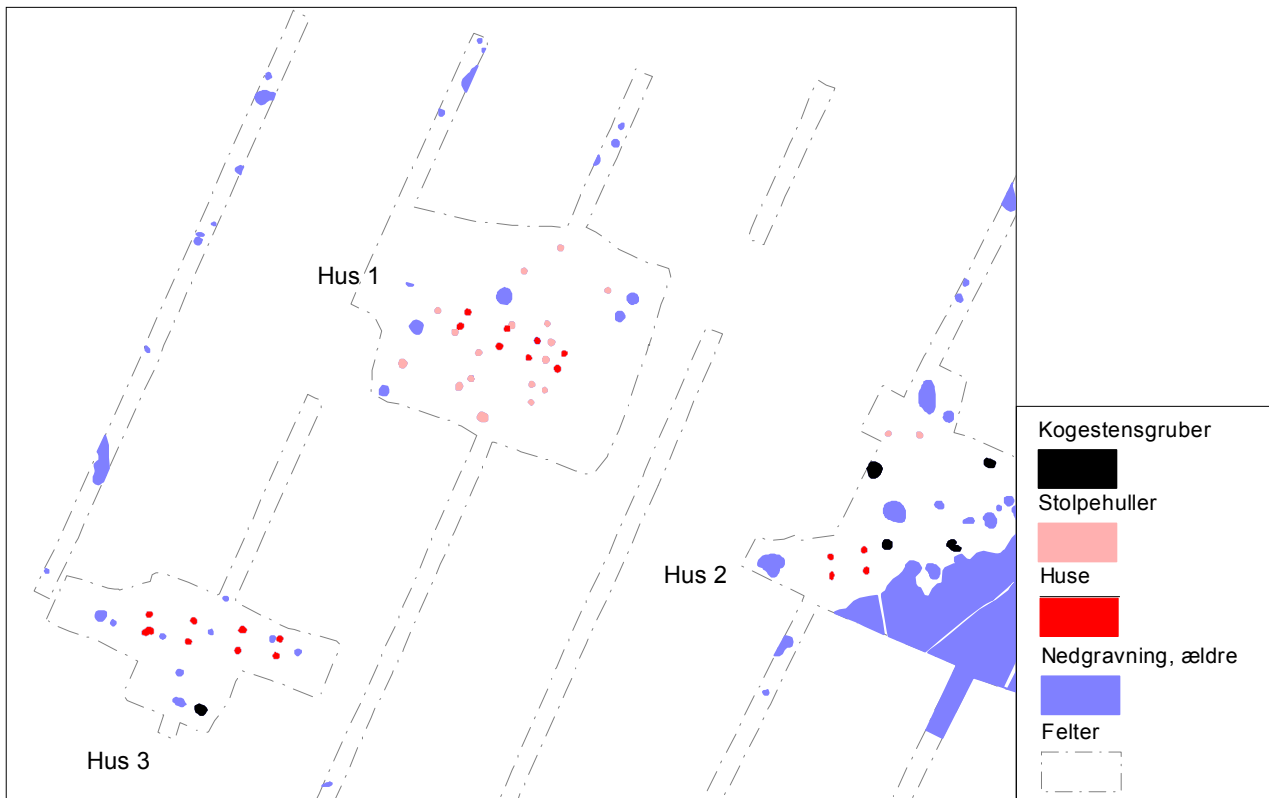 Hus 1
Hus 2
Hus 3
Kogestensgruber
Stolpehuller
Huse
Nedgravning, ældre
Felter